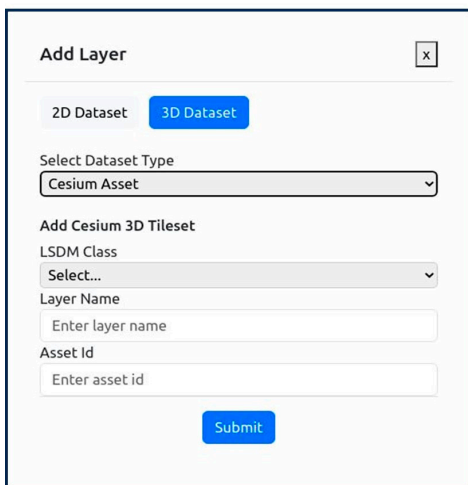 Add Layer x
2D Dataset 3D Dataset
Select Dataset Type
Cesium Asset
Add Cesium 3D Tileset
LSDM Class
Select...
Layer Name
Enter layer name
Asset Id
Enter asset id
Submit